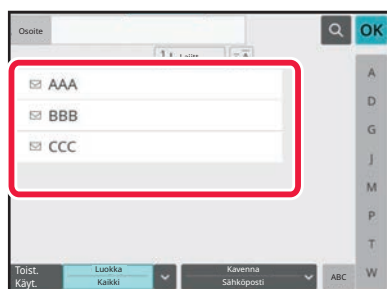 Osoite
OK
AAA
BBB
CCC
A
D
G
J
M
P
T
W
Toist.
Käyt.
Luokka
Kaikki
Kavenna
Sähköposti
ABC